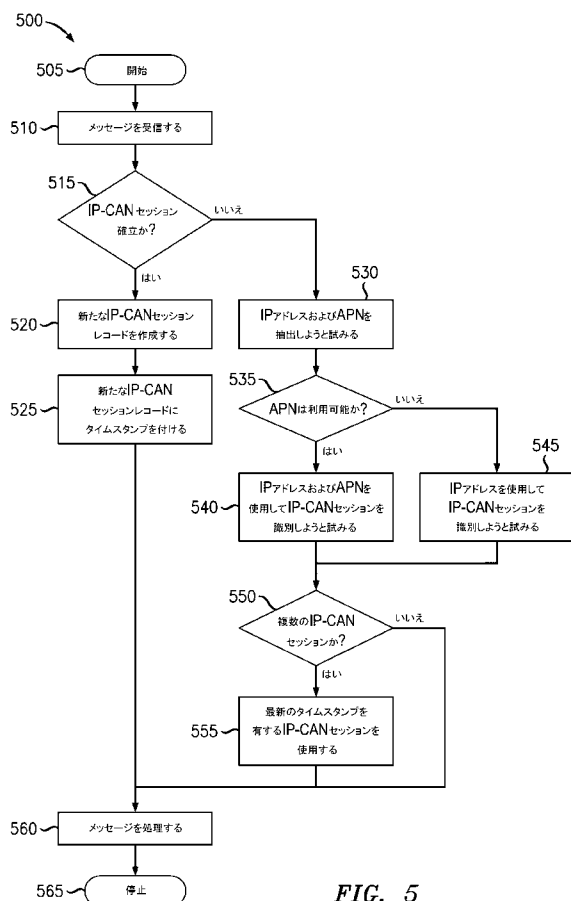 500
505
開始
510
メッセージを受信する
515
IP-CANセッション
確立か?
いいえ
はい
520
新たなIP-CANセッション
レコードを作成する
525
新たなIP-CAN
セッションレコードに
タイムスタンプを付ける
530
IPアドレスおよびAPNを
抽出しようと試みる
535
APNは利用可能か?
いいえ
はい
540
IPアドレスおよびAPNを
使用してIP-CANセッションを
識別しようと試みる
545
IPアドレスを使用して
IP-CANセッションを
識別しようと試みる
550
複数のIP-CAN
セッションか?
いいえ
はい
555
最新のタイムスタンプを
有するIP-CANセッションを
使用する
560
メッセージを処理する
565
停止
FIG. 5